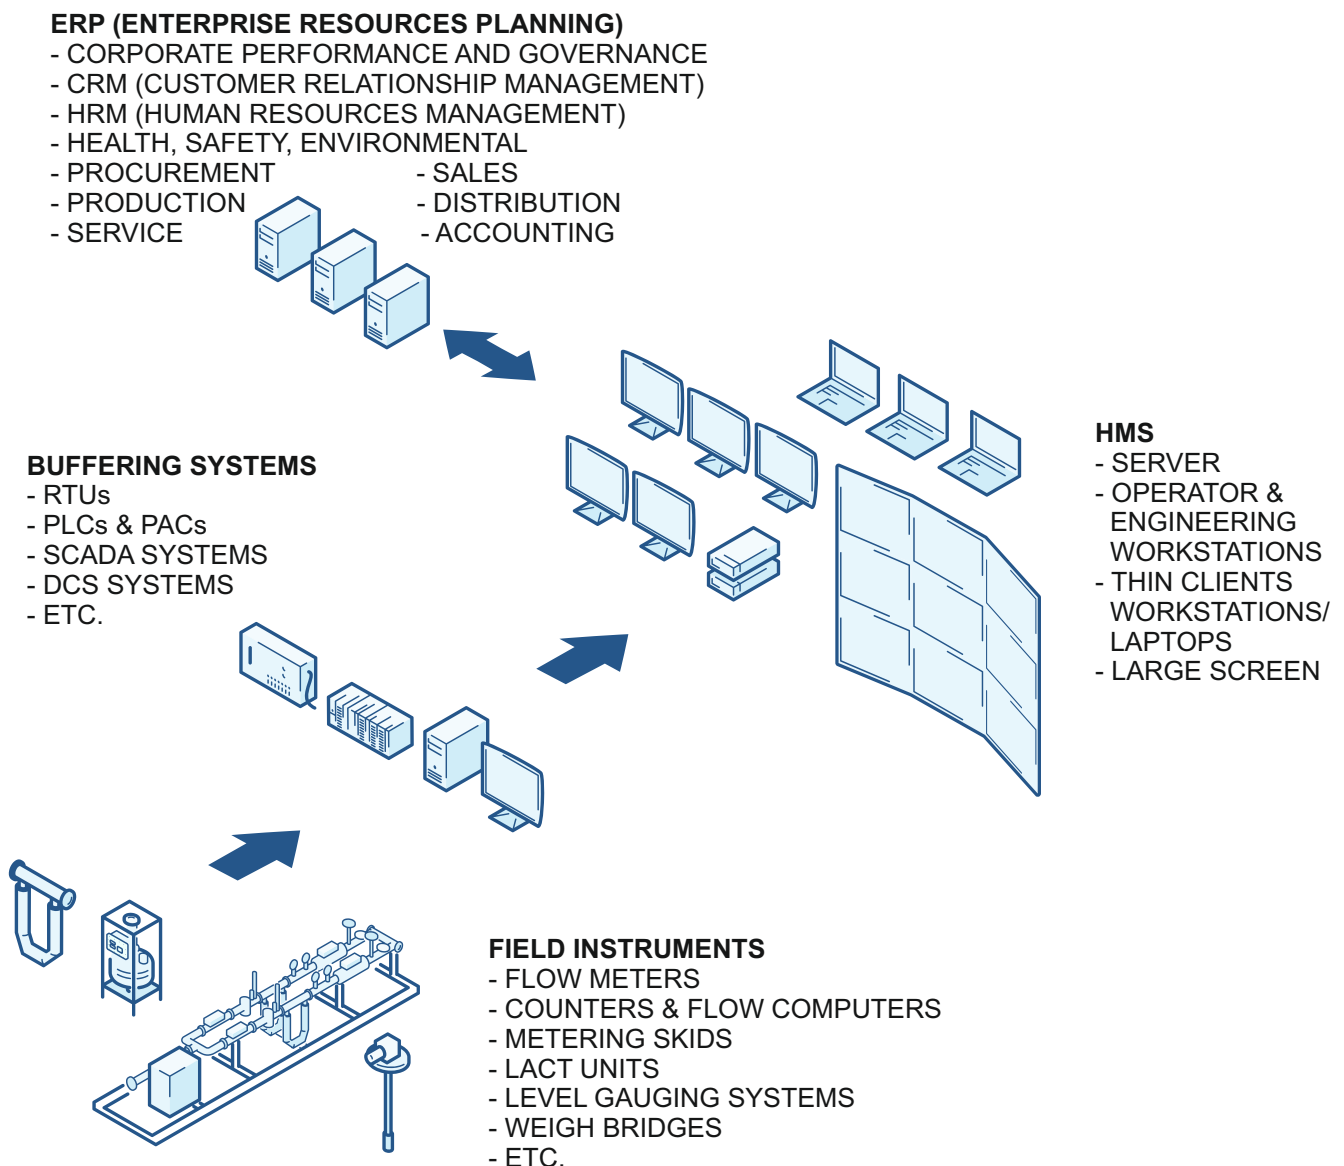 ERP (ENTERPRISE RESOURCES PLANNING)
- CORPORATE PERFORMANCE AND GOVERNANCE
- CRM (CUSTOMER RELATIONSHIP MANAGEMENT)
- HRM (HUMAN RESOURCES MANAGEMENT)
- HEALTH, SAFETY, ENVIRONMENTAL
- PROCUREMENT
- PRODUCTION
- SERVICE
- SALES
- DISTRIBUTION
- ACCOUNTING
HMS
- SERVER
- OPERATOR &
ENGINEERING
WORKSTATIONS
- THIN CLIENTS
WORKSTATIONS/
LAPTOPS
- LARGE SCREEN
BUFFERING SYSTEMS
- RTUs
- PLCs & PACs
- SCADA SYSTEMS
- DCS SYSTEMS
- ETC.
FIELD INSTRUMENTS
- FLOW METERS
- COUNTERS & FLOW COMPUTERS
- METERING SKIDS
- LACT UNITS
- LEVEL GAUGING SYSTEMS
- WEIGH BRIDGES
- ETC.